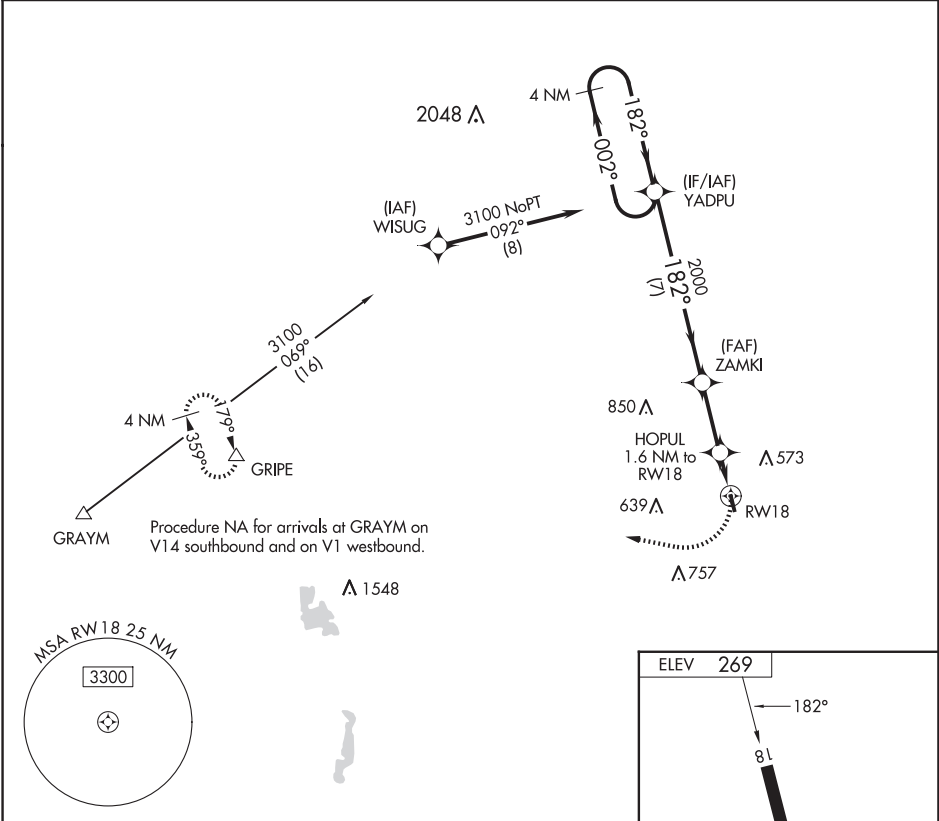 4 NM
182°
002°
2048
(IF/IAF)
YADPU
(IAF)
WISUG
3100 NoPT
092°
(8)
2000
182°
(7)
3100
069°
(16)
(FAF)
ZAMKI
4 NM
179°
359°
GRIPE
850
HOPUL
1.6 NM to
RW18
573
639
RW18
GRAYM
Procedure NA for arrivals at GRAYM on
V14 southbound and on V1 westbound.
757
1548
MSA RW18 25 NM
3300
ELEV 269
182°
18